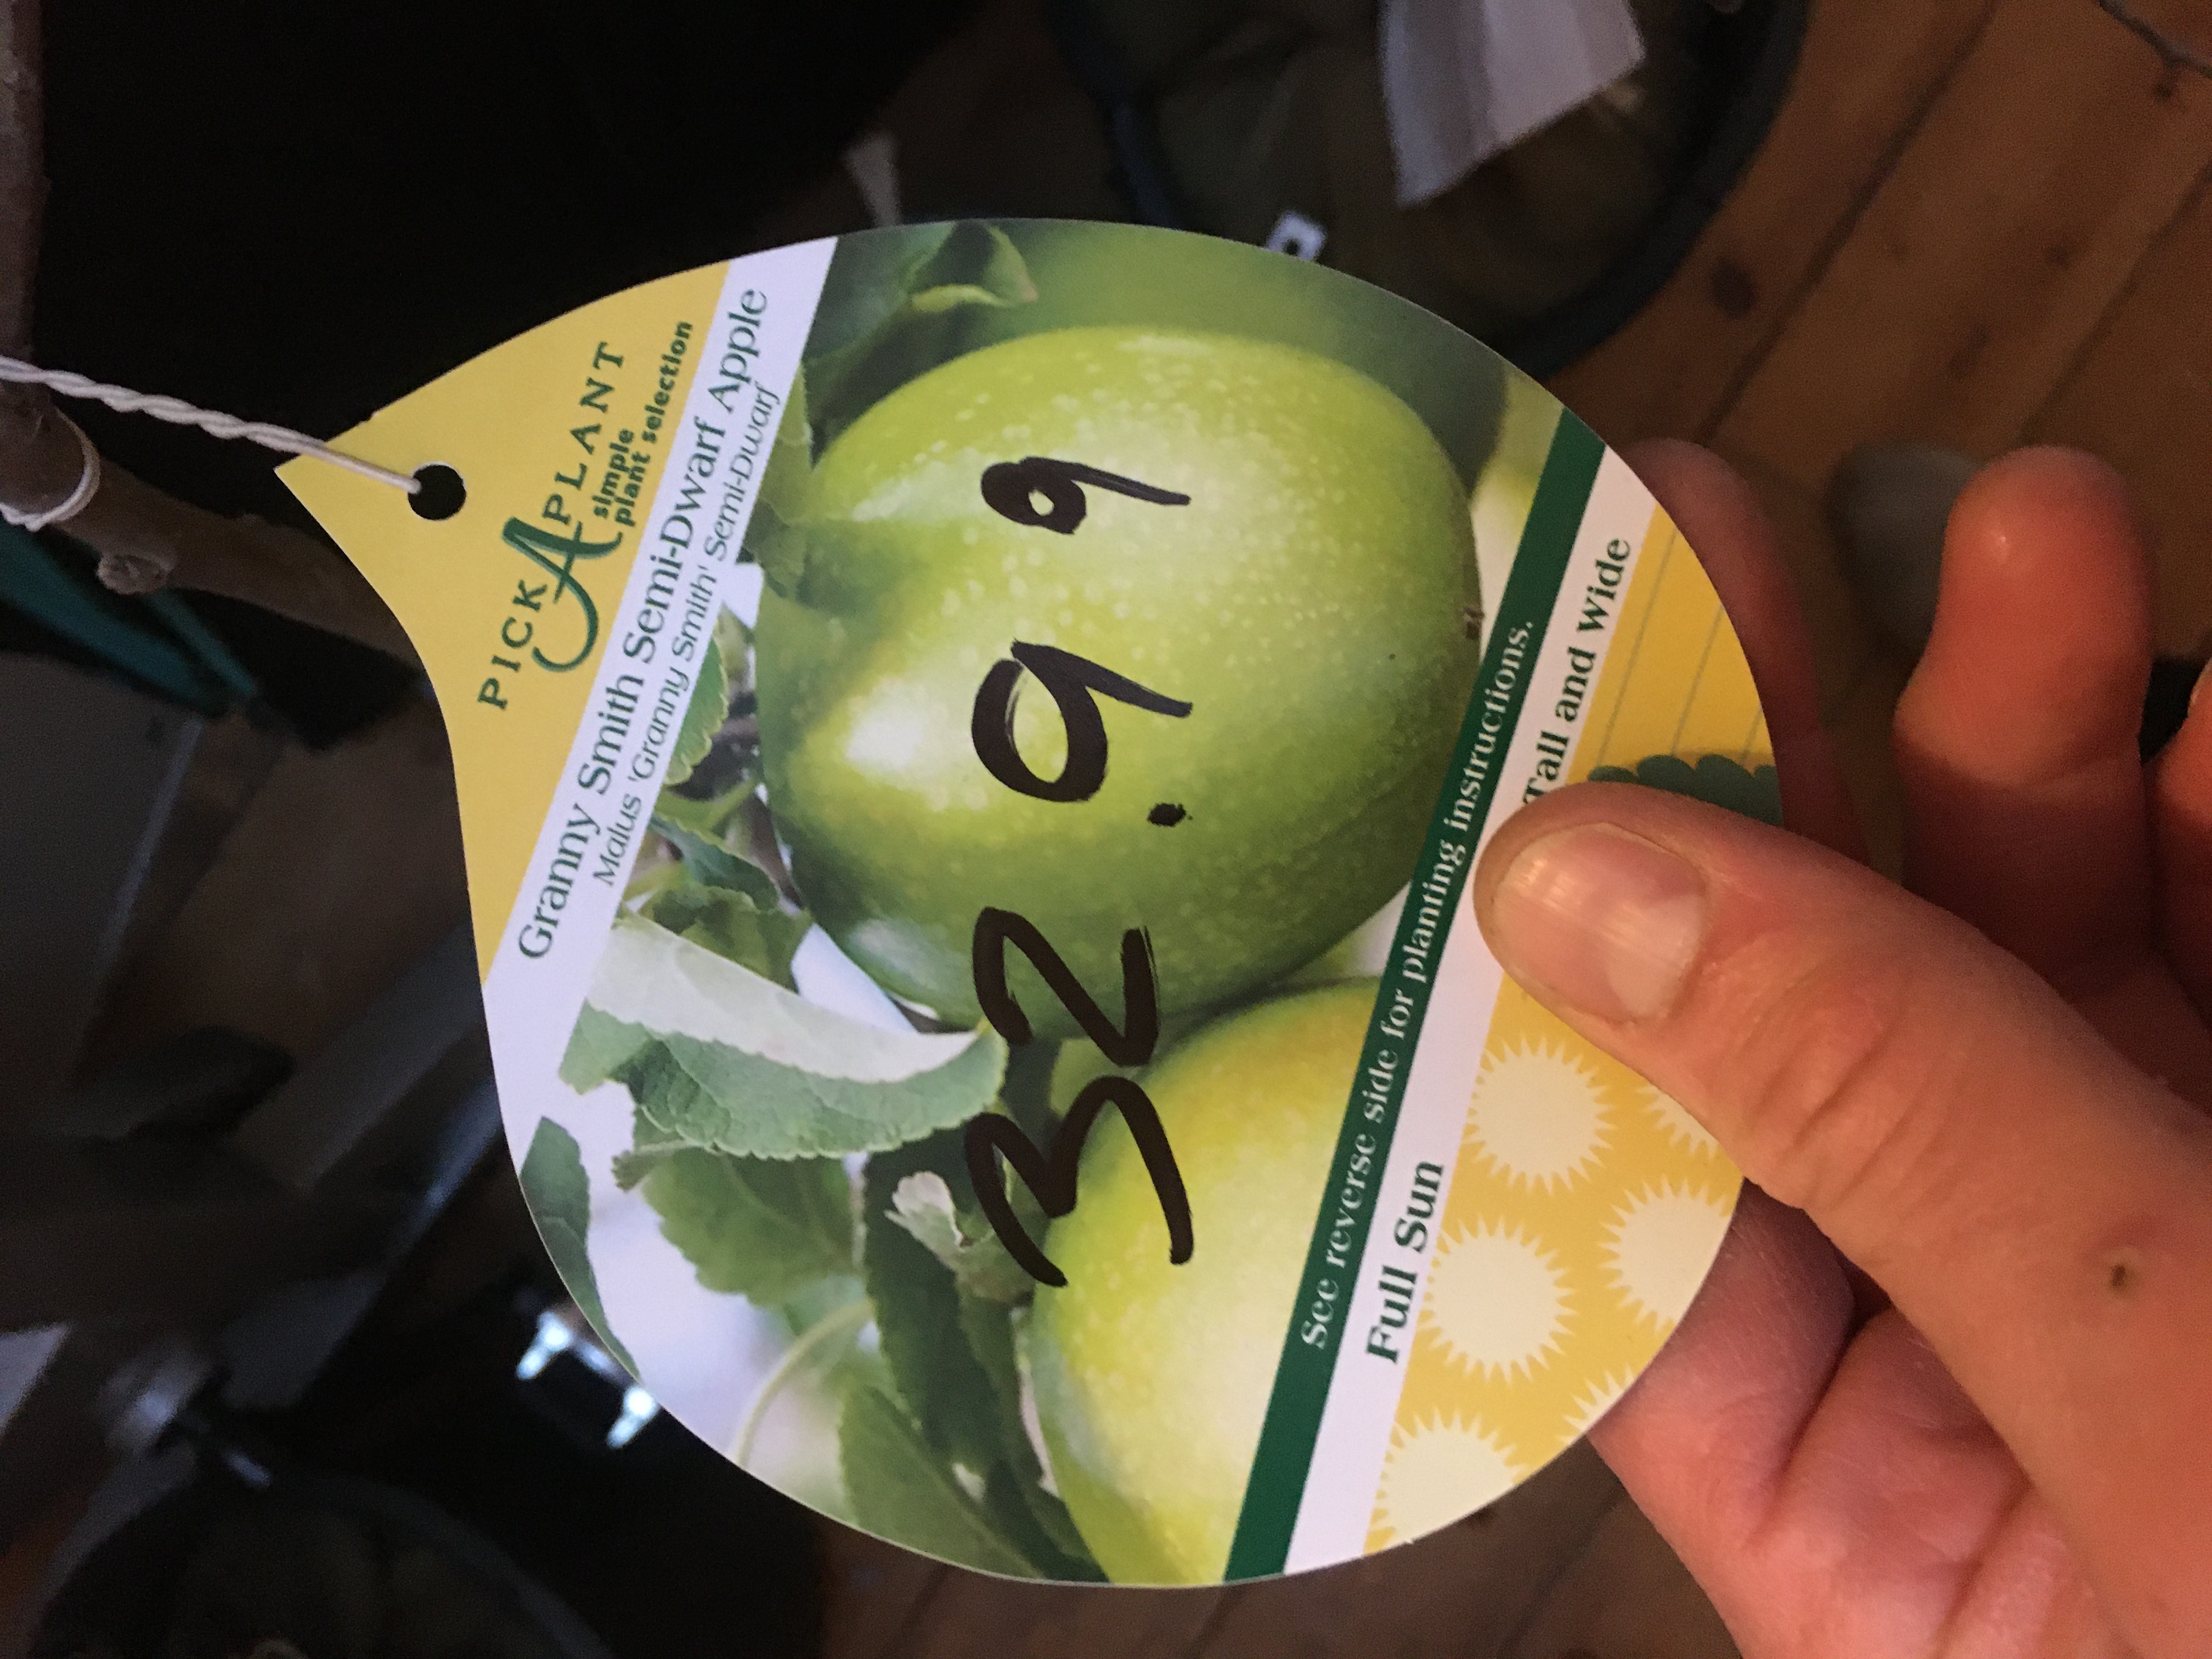 PICK A PLANT
simple
plant selection
Granny Smith Semi-Dwarf Apple
Malus 'Granny Smith' Semi-Dwarf
32.99
See reverse side for planting instructions.
Full Sun
Tall and Wide